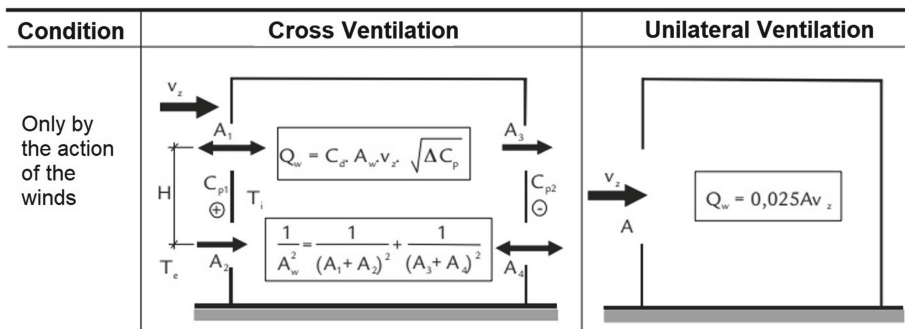 Condition
Cross Ventilation
Unilateral Ventilation
Only by
the action
of the
winds
v_z
A_1
A_3
Q_w = C_d. A_w.v_z. √ΔC_p
H
C_p1
⊕
T_i
C_p2
⊖
T_e
A_2
1/A_w^2 = 1/(A_1+A_2)^2 + 1/(A_3+A_4)^2
A_4
v_z
A
Q_w = 0,025Av_z